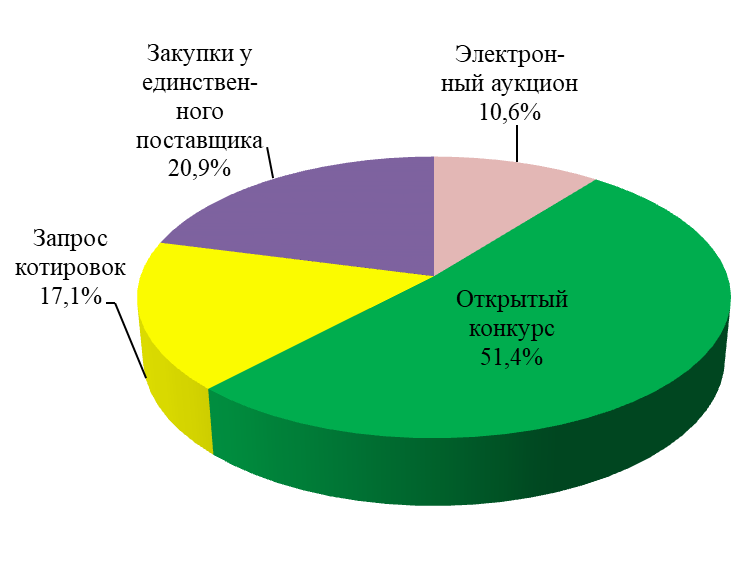 Закупки у
единствен-
ного
поставщика
20,9%
Электрон-
ный аукцион
10,6%
Запрос
котировок
17,1%
Открытый
конкурс
51,4%